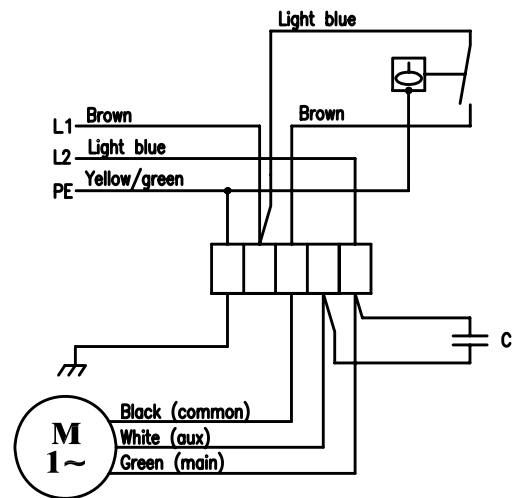 Light blue
L1 Brown
Brown
L2 Light blue
PE Yellow/green
C
Black (common)
M
1~
White (aux)
Green (main)